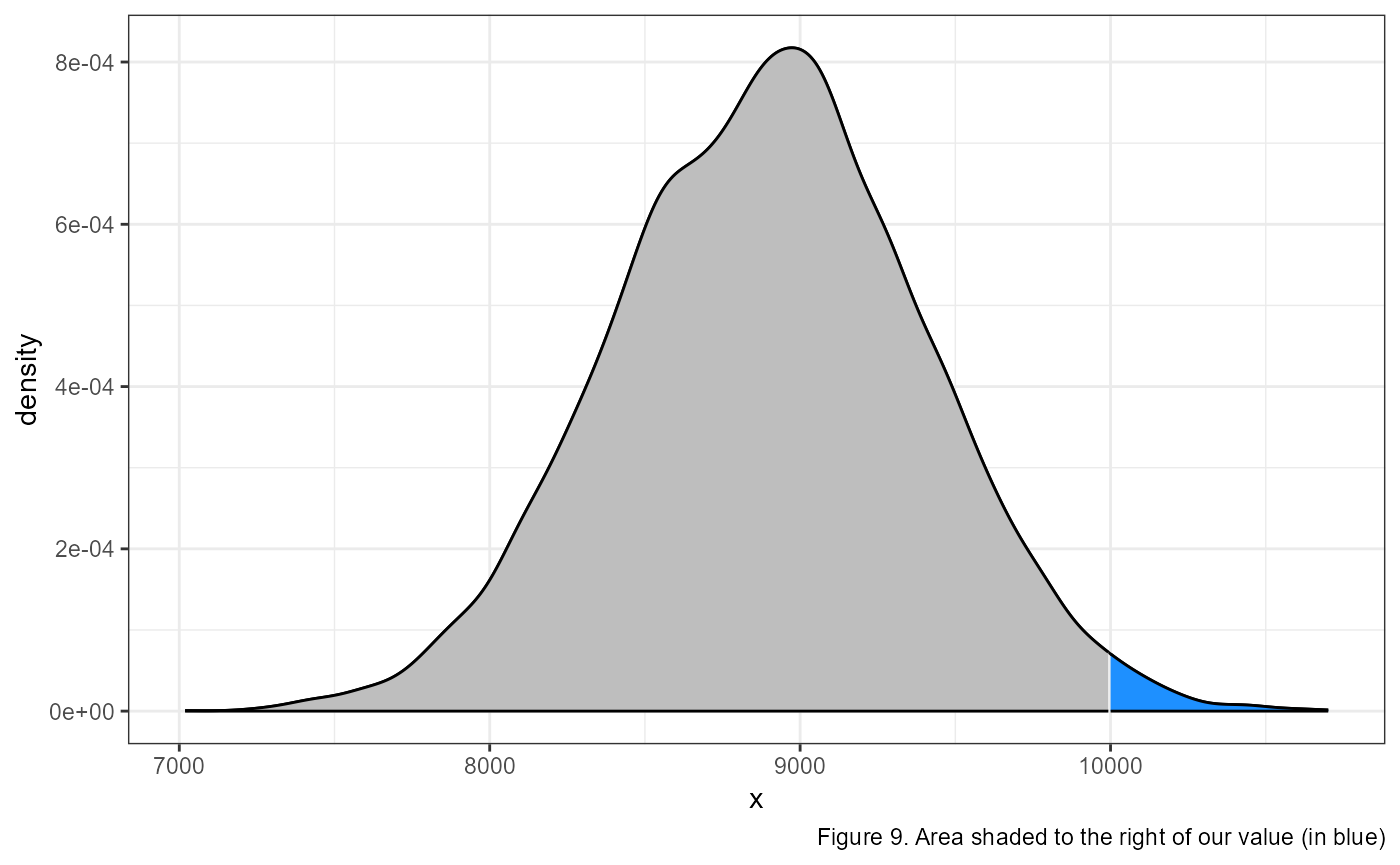 8e-04
6e-04
4e-04
2e-04
0e+00
density
7000 8000 9000 10000
x
Figure 9. Area shaded to the right of our value (in blue)